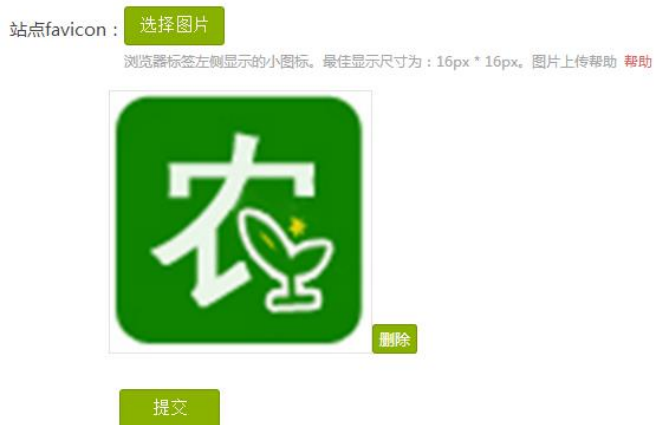 站点favicon：选择图片
浏览器标签左侧显示的小图标。最佳显示尺寸为：16px * 16px。图片上传帮助 帮助
农
删除
提交